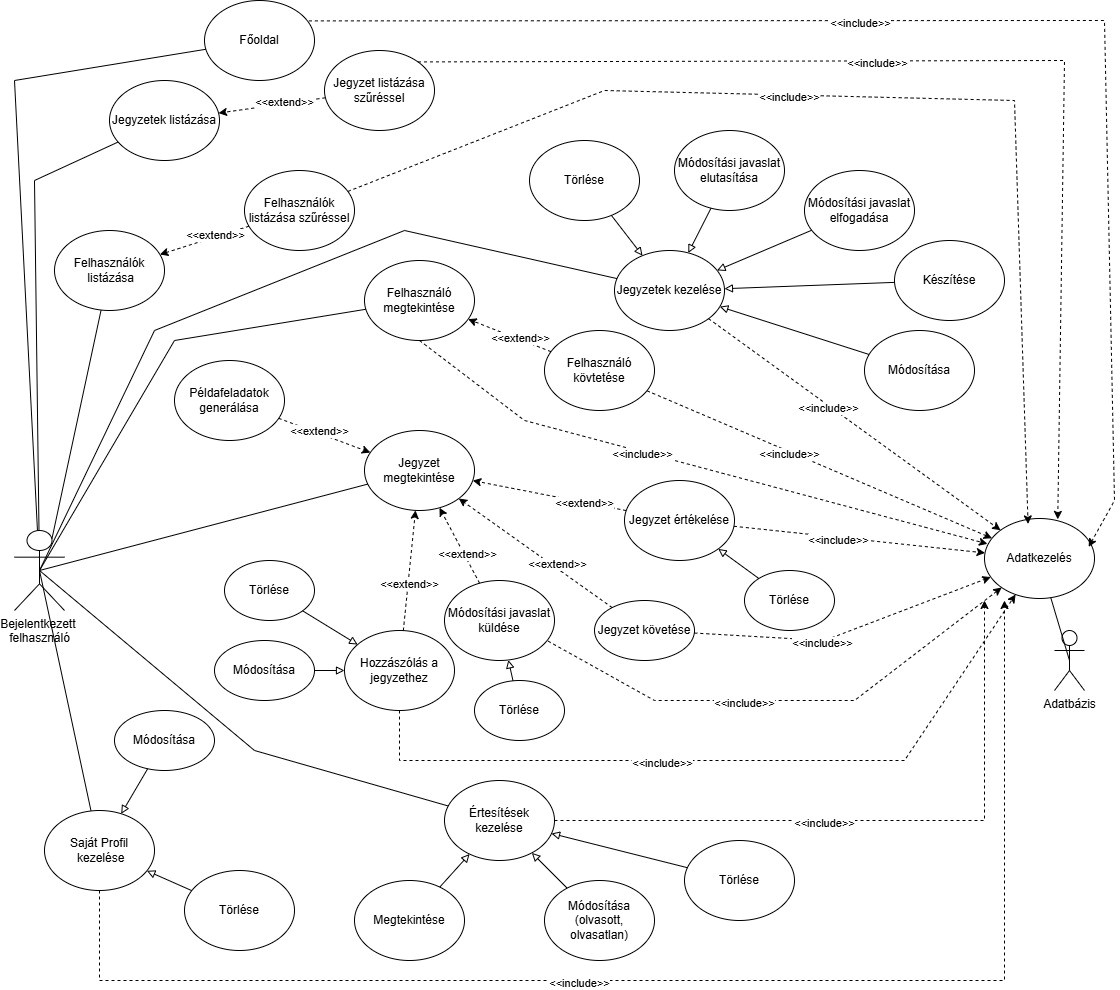 Főoldal
<<include>>
Jegyzet listázása
szűréssel
<<include>>
<<extend>>
Jegyzetek listázása
<<include>>
Felhasználók
listázása szűréssel
<<extend>>
Felhasználók
listázása
Törlése
Módosítási javaslat
elutasítása
Módosítási javaslat
elfogadása
Jegyzetek kezelése
Készítése
Módosítása
Felhasználó
megtekintése
<<extend>>
Felhasználó
kövtetése
<<include>>
Példafeladatok
generálása
<<extend>>
<<include>>
<<include>>
Jegyzet
megtekintése
<<extend>>
Jegyzet értékelése
<<include>>
Adatkezelés
<<extend>>
<<extend>>
<<extend>>
Törlése
Törlése
Módosítási javaslat
küldése
Jegyzet követése
<<include>>
Bejelentkezett
felhasználó
Módosítása
Hozzászólás a
jegyzethez
Törlése
<<include>>
Adatbázis
Módosítása
<<include>>
Értesítések
kezelése
<<include>>
Saját Profil
kezelése
Törlése
Törlése
Megtekintése
Módosítása
(olvasott,
olvasatlan)
<<include>>